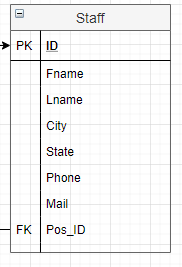 Staff
PK ID
Fname
Lname
City
State
Phone
Mail
FK Pos_ID